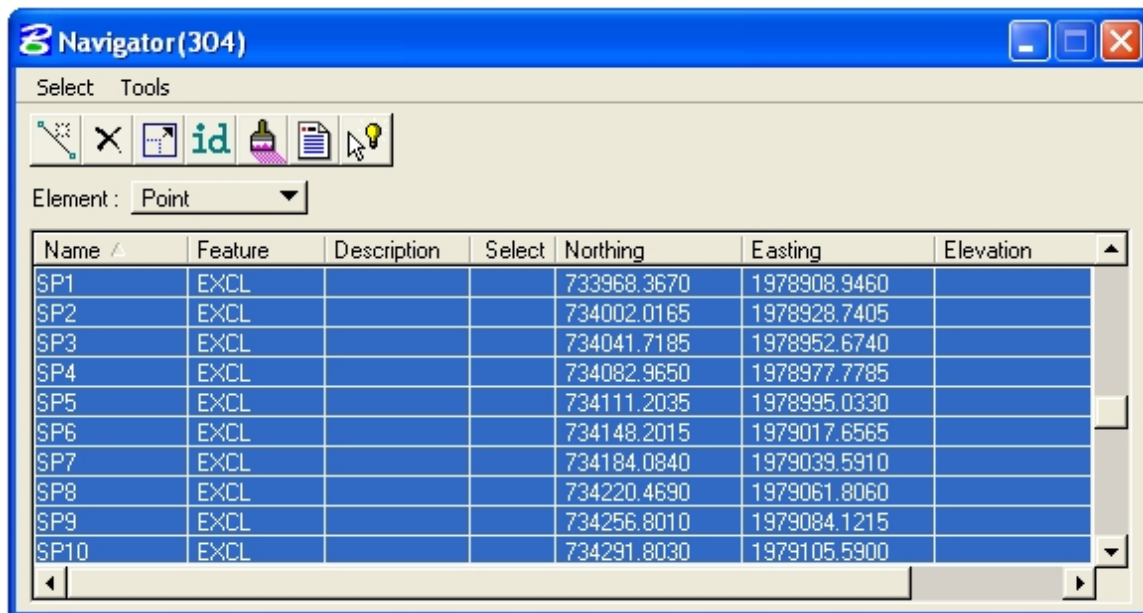 Navigator (304)
Select Tools
id
Element : Point
Name Feature Description Select Northing Easting Elevation
SP1 EXCL 733968.3670 1978908.9460
SP2 EXCL 734002.0165 1978928.7405
SP3 EXCL 734041.7185 1978952.6740
SP4 EXCL 734082.9650 1978977.7785
SP5 EXCL 734111.2035 1978995.0330
SP6 EXCL 734148.2015 1979017.6565
SP7 EXCL 734184.0840 1979039.5910
SP8 EXCL 734220.4690 1979061.8060
SP9 EXCL 734256.8010 1979084.1215
SP10 EXCL 734291.8030 1979105.5900